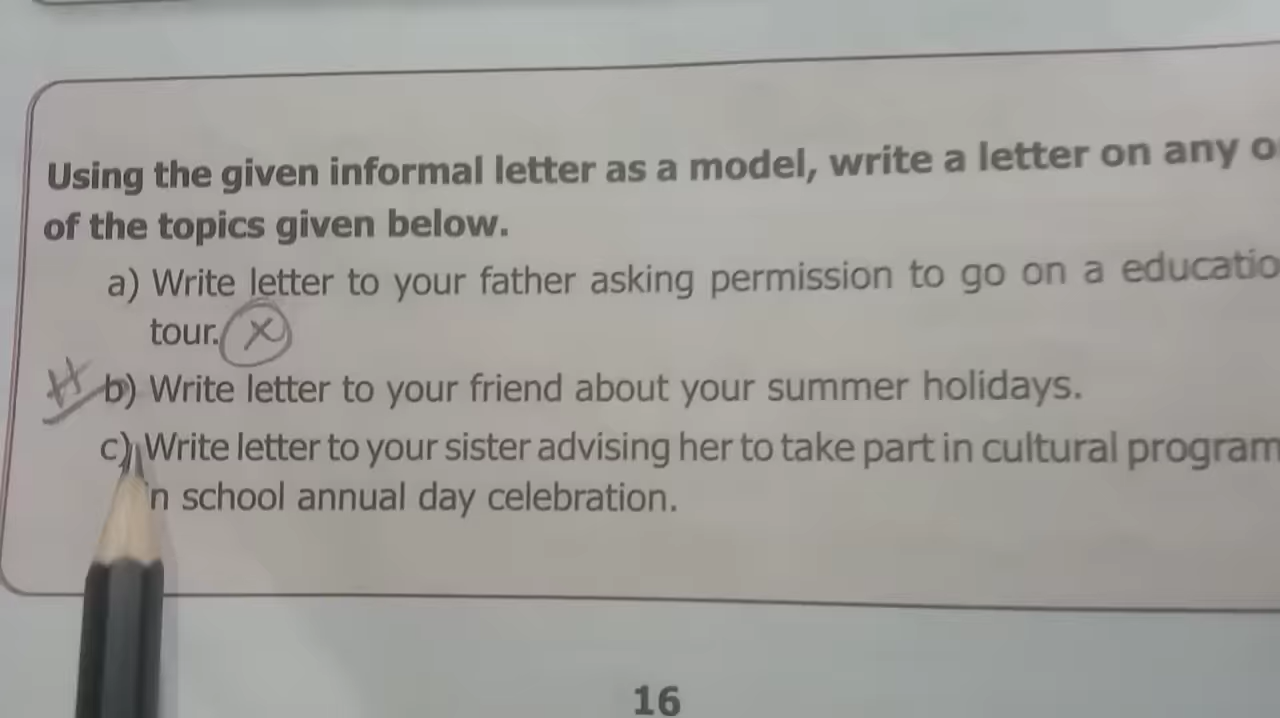 Using the given informal letter as a model, write a letter on any
of the topics given below.
a) Write letter to your father asking permission to go on a
tour.
b) Write letter to your friend about your summer holidays.
c) Write letter to your sister advising her to take part in cultural
school annual day celebration.
16